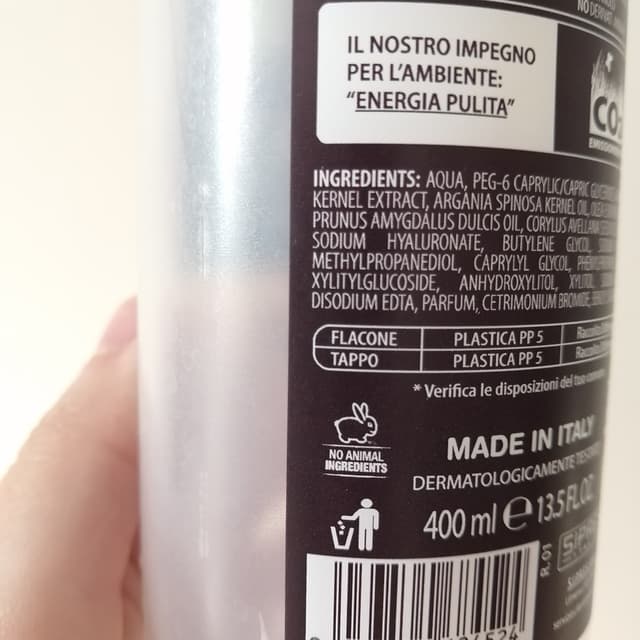 NO DERIVATI
IL NOSTRO IMPEGNO
PER L'AMBIENTE:
"ENERGIA PULITA"
INGREDIENTS: AQUA, PEG-6 CAPRYLIC/CAPRIC
KERNEL EXTRACT, ARGANIA SPINOSA KERNEL OIL,
PRUNUS AMYGDALUS DULCIS OIL, CORYLUS AVELLANA
SODIUM HYALURONATE, BUTYLENE GLYCOL,
METHYLPROPANEDIOL, CAPRYLYL GLYCOL,
XYLITYLGLUCOSIDE, ANHYDROXYLITOL, XYLITOL,
DISODIUM EDTA, PARFUM, CETRIMONIUM BROMIDE
FLACONE PLASTICA PP 5
TAPPO PLASTICA PP 5
* Verifica le disposizioni del tuo
NO ANIMAL
INGREDIENTS
MADE IN ITALY
DERMATOLOGICAMENTE
400 ml e 13.5 FL.OZ.
R.01